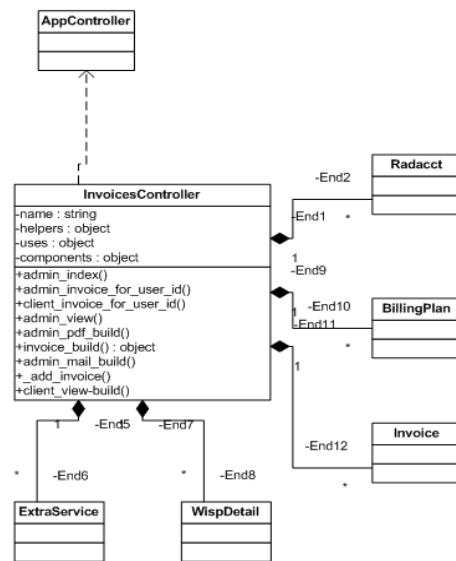 AppController
InvoicesController
-name : string
-helpers : object
-uses : object
-components : object
+admin_index()
+admin_invoice_for_user_id()
+client_invoice_for_user_id()
+admin_view()
+admin_pdf_build()
+invoice_build() : object
+admin_mail_build()
+_add_invoice()
+client_view-build()
Radacct
-End2
-End1
*
1
-End9
BillingPlan
-End10
1
-End11
*
1
Invoice
-End12
*
1
-End5
-End7
*
-End6
*
-End8
ExtraService
WispDetail